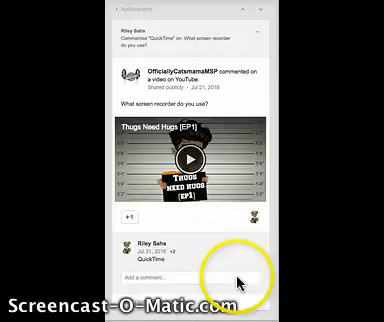 Notifications
Riley Sahs
Commented "QuickTime" on: What screen recorder
do you use?
OfficiallyCatsmamaMSP commented on
a video on YouTube.
Shared publicly - Jul 21, 2016
What screen recorder do you use?
Thugs Need Hugs [EP1]
THUGS
NEED HUGS
[EP1]
+1
Riley Sahs
Jul 21, 2016 +2
QuickTime
Add a comment...
Screencast-O-Matic.com